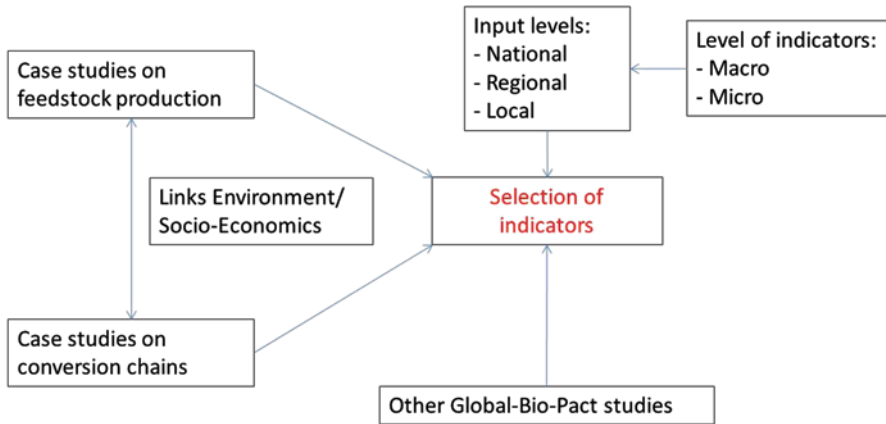 Case studies on
feedstock production
Input levels:
- National
- Regional
- Local
Level of indicators:
- Macro
- Micro
Links Environment/
Socio-Economics
Selection of
indicators
Case studies on
conversion chains
Other Global-Bio-Pact studies